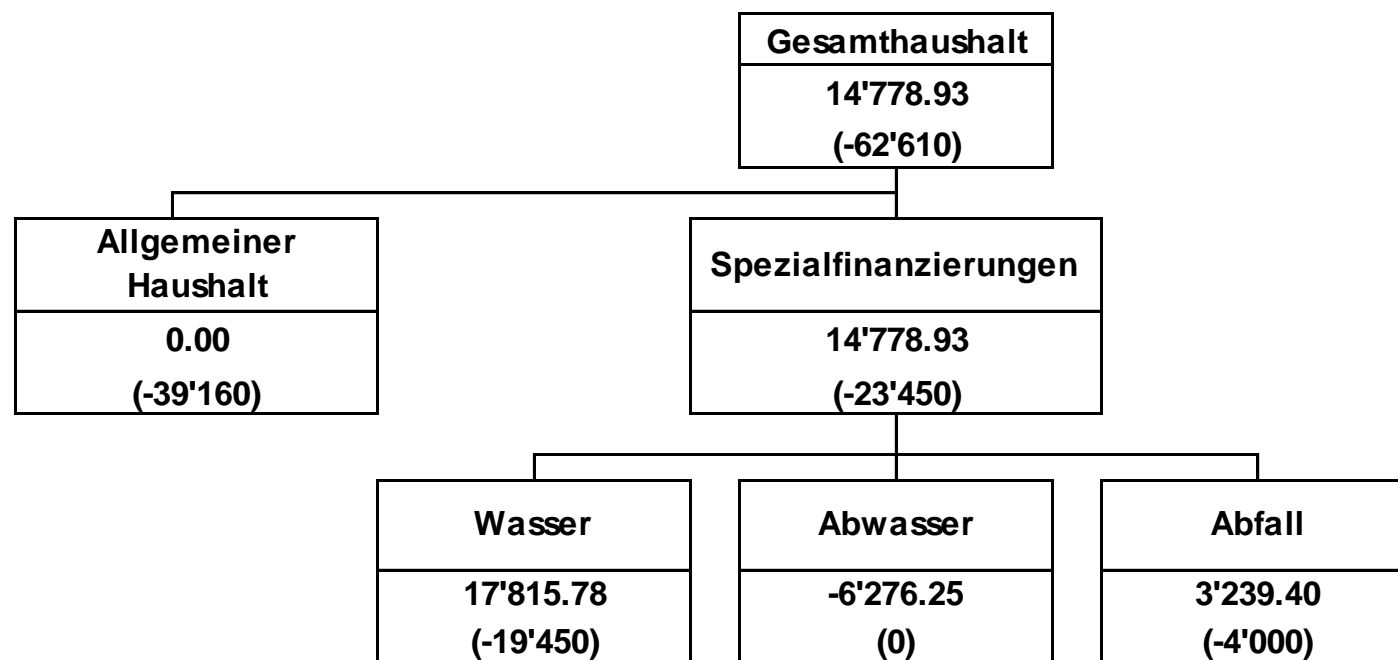 Gesamthaushalt
14'778.93
(-62'610)
Allgemeiner
Haushalt
0.00
(-39'160)
Spezialfinanzierungen
14'778.93
(-23'450)
Wasser
17'815.78
(-19'450)
Abwasser
-6'276.25
(0)
Abfall
3'239.40
(-4'000)